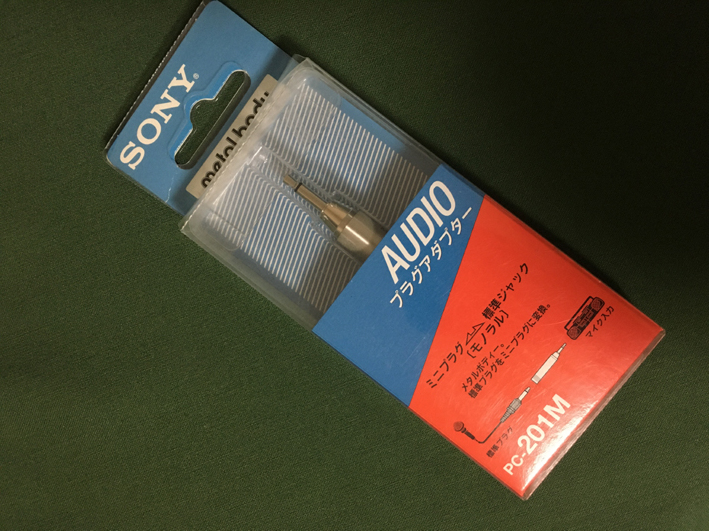 SONY®
metal body
AUDIO
プラグアダプター
ミニプラグ 標準ジャック
[モノラル]
メタルボディー。
標準プラグをミニプラグに変換。
マイク入力
標準プラグ
PC-201M